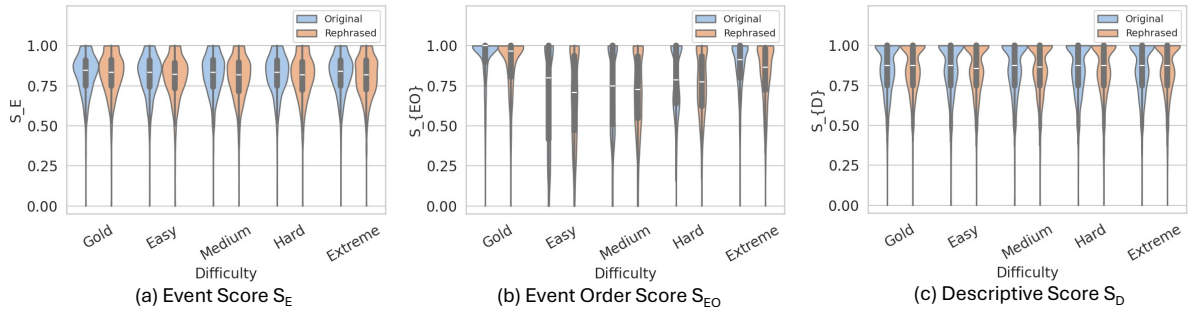 Original
Rephrased
1.00
0.75
0.50
0.25
0.00
S_E
Gold
Easy
Medium
Hard
Extreme
Difficulty
(a) Event Score S_E
Original
Rephrased
1.00
0.75
0.50
0.25
0.00
S_{EO}
Gold
Easy
Medium
Hard
Extreme
Difficulty
(b) Event Order Score S_EO
Original
Rephrased
1.00
0.75
0.50
0.25
0.00
S_{D}
Gold
Easy
Medium
Hard
Extreme
Difficulty
(c) Descriptive Score S_D